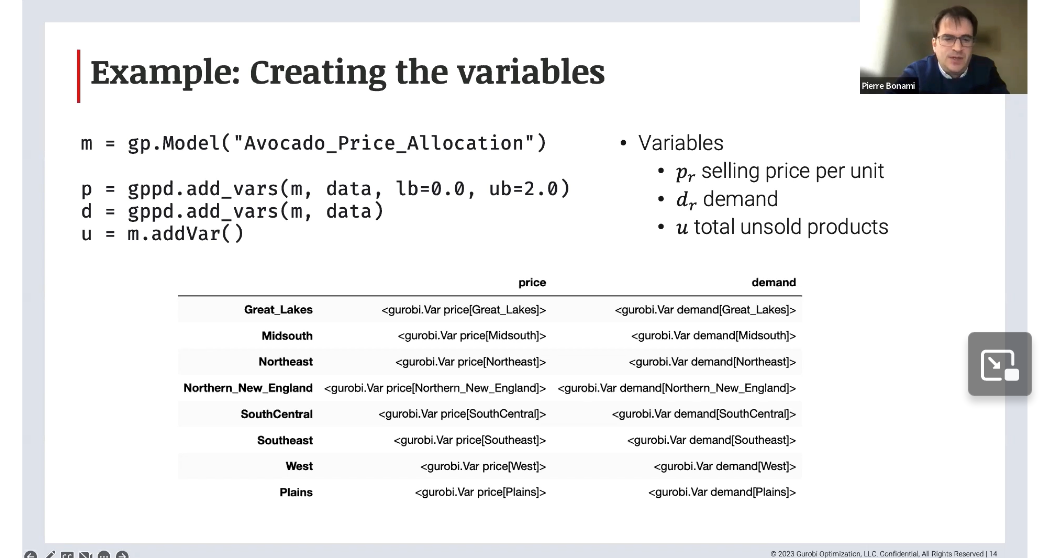 Example: Creating the variables
Pierre Bonami
m = gp.Model("Avocado_Price_Allocation")
p = gppd.add_vars(m, data, lb=0.0, ub=2.0)
d = gppd.add_vars(m, data)
u = m.addVar()
• Variables
• p_r selling price per unit
• d_r demand
• u total unsold products
price demand
Great_Lakes <gurobi.Var price[Great_Lakes]> <gurobi.Var demand[Great_Lakes]>
Midsouth <gurobi.Var price[Midsouth]> <gurobi.Var demand[Midsouth]>
Northeast <gurobi.Var price[Northeast]> <gurobi.Var demand[Northeast]>
Northern_New_England <gurobi.Var price[Northern_New_England]> <gurobi.Var demand[Northern_New_England]>
SouthCentral <gurobi.Var price[SouthCentral]> <gurobi.Var demand[SouthCentral]>
Southeast <gurobi.Var price[Southeast]> <gurobi.Var demand[Southeast]>
West <gurobi.Var price[West]> <gurobi.Var demand[West]>
Plains <gurobi.Var price[Plains]> <gurobi.Var demand[Plains]>
© 2023 Gurobi Optimization, LLC. Confidential, All Rights Reserved | 14